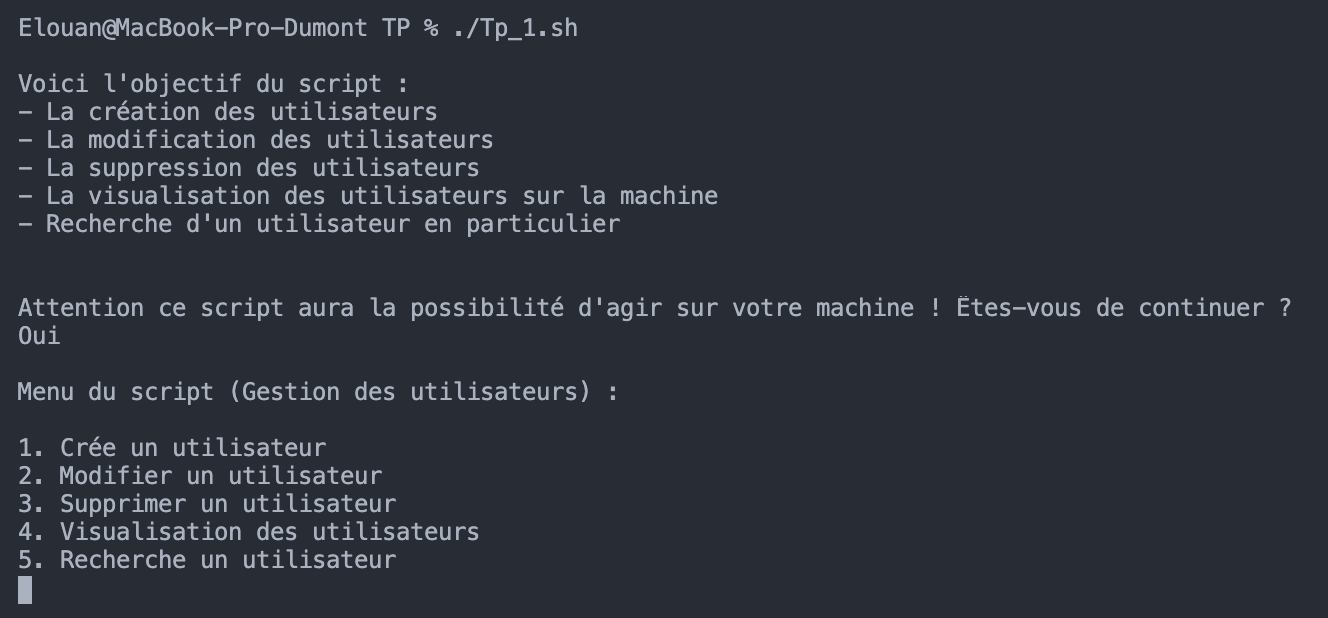 Elouan@MacBook-Pro-Dumont TP % ./Tp_1.sh
Voici l'objectif du script :
- La création des utilisateurs
- La modification des utilisateurs
- La suppression des utilisateurs
- La visualisation des utilisateurs sur la machine
- Recherche d'un utilisateur en particulier
Attention ce script aura la possibilité d'agir sur votre machine ! Êtes-vous de continuer ?
Oui
Menu du script (Gestion des utilisateurs) :
1. Crée un utilisateur
2. Modifier un utilisateur
3. Supprimer un utilisateur
4. Visualisation des utilisateurs
5. Recherche un utilisateur